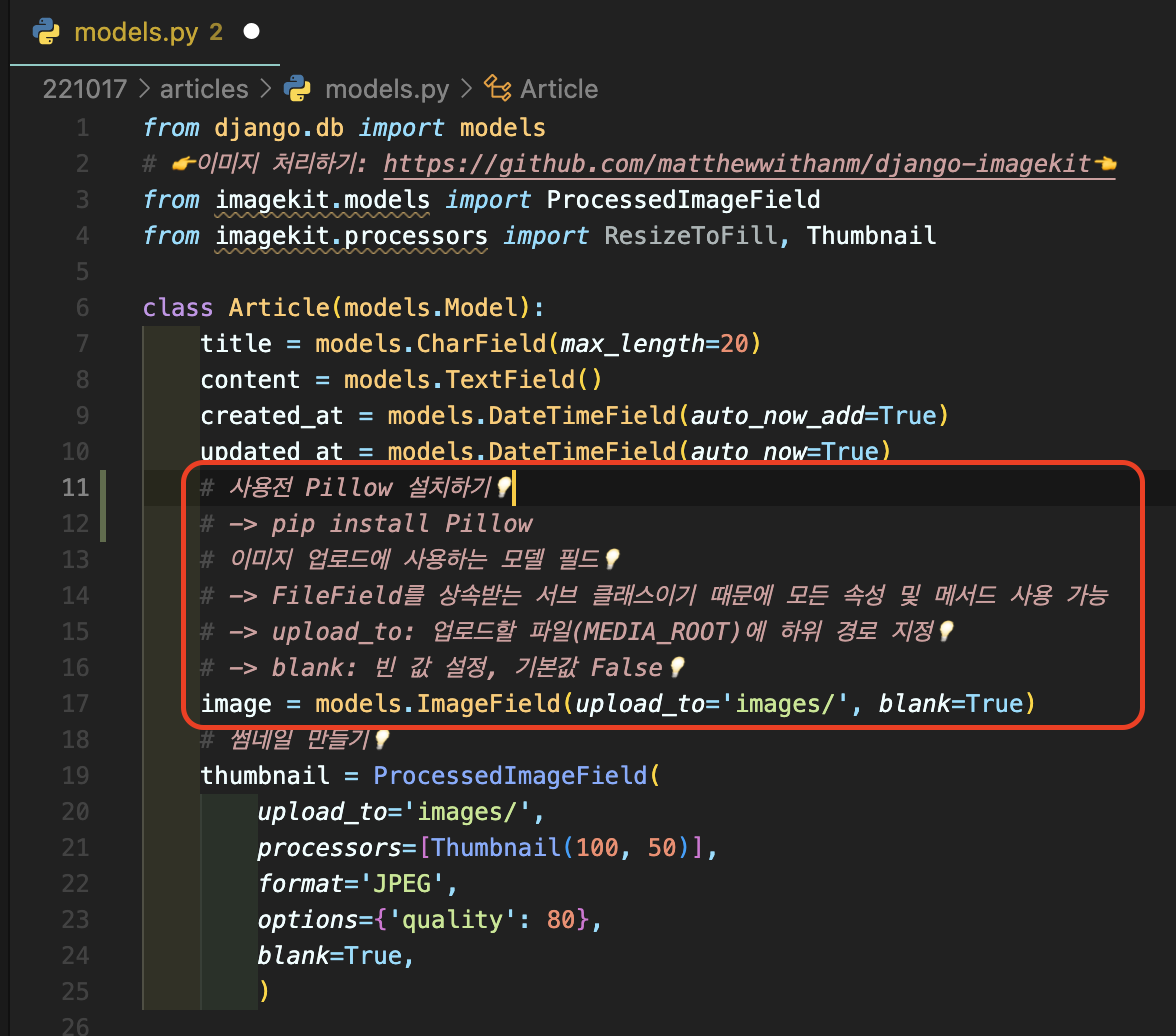 models.py 2
221017 > articles > models.py > Article
1 from django.db import models
2 # 👉이미지 처리하기: https://github.com/matthewwithanm/django-imagekit👈
3 from imagekit.models import ProcessedImageField
4 from imagekit.processors import ResizeToFill, Thumbnail
5
6 class Article(models.Model):
7     title = models.CharField(max_length=20)
8     content = models.TextField()
9     created_at = models.DateTimeField(auto_now_add=True)
10     updated_at = models.DateTimeField(auto_now=True)
11     # 사용전 Pillow 설치하기👇
12     # -> pip install Pillow
13     # 이미지 업로드에 사용하는 모델 필드👇
14     # -> FileField를 상속받는 서브 클래스이기 때문에 모든 속성 및 메서드 사용 가능
15     # -> upload_to: 업로드할 파일(MEDIA_ROOT)에 하위 경로 지정👇
16     # -> blank: 빈 값 설정, 기본값 False👇
17     image = models.ImageField(upload_to='images/', blank=True)
18     # 썸네일 만들기👇
19     thumbnail = ProcessedImageField(
20         upload_to='images/',
21         processors=[Thumbnail(100, 50)],
22         format='JPEG',
23         options={'quality': 80},
24         blank=True,
25         )
26